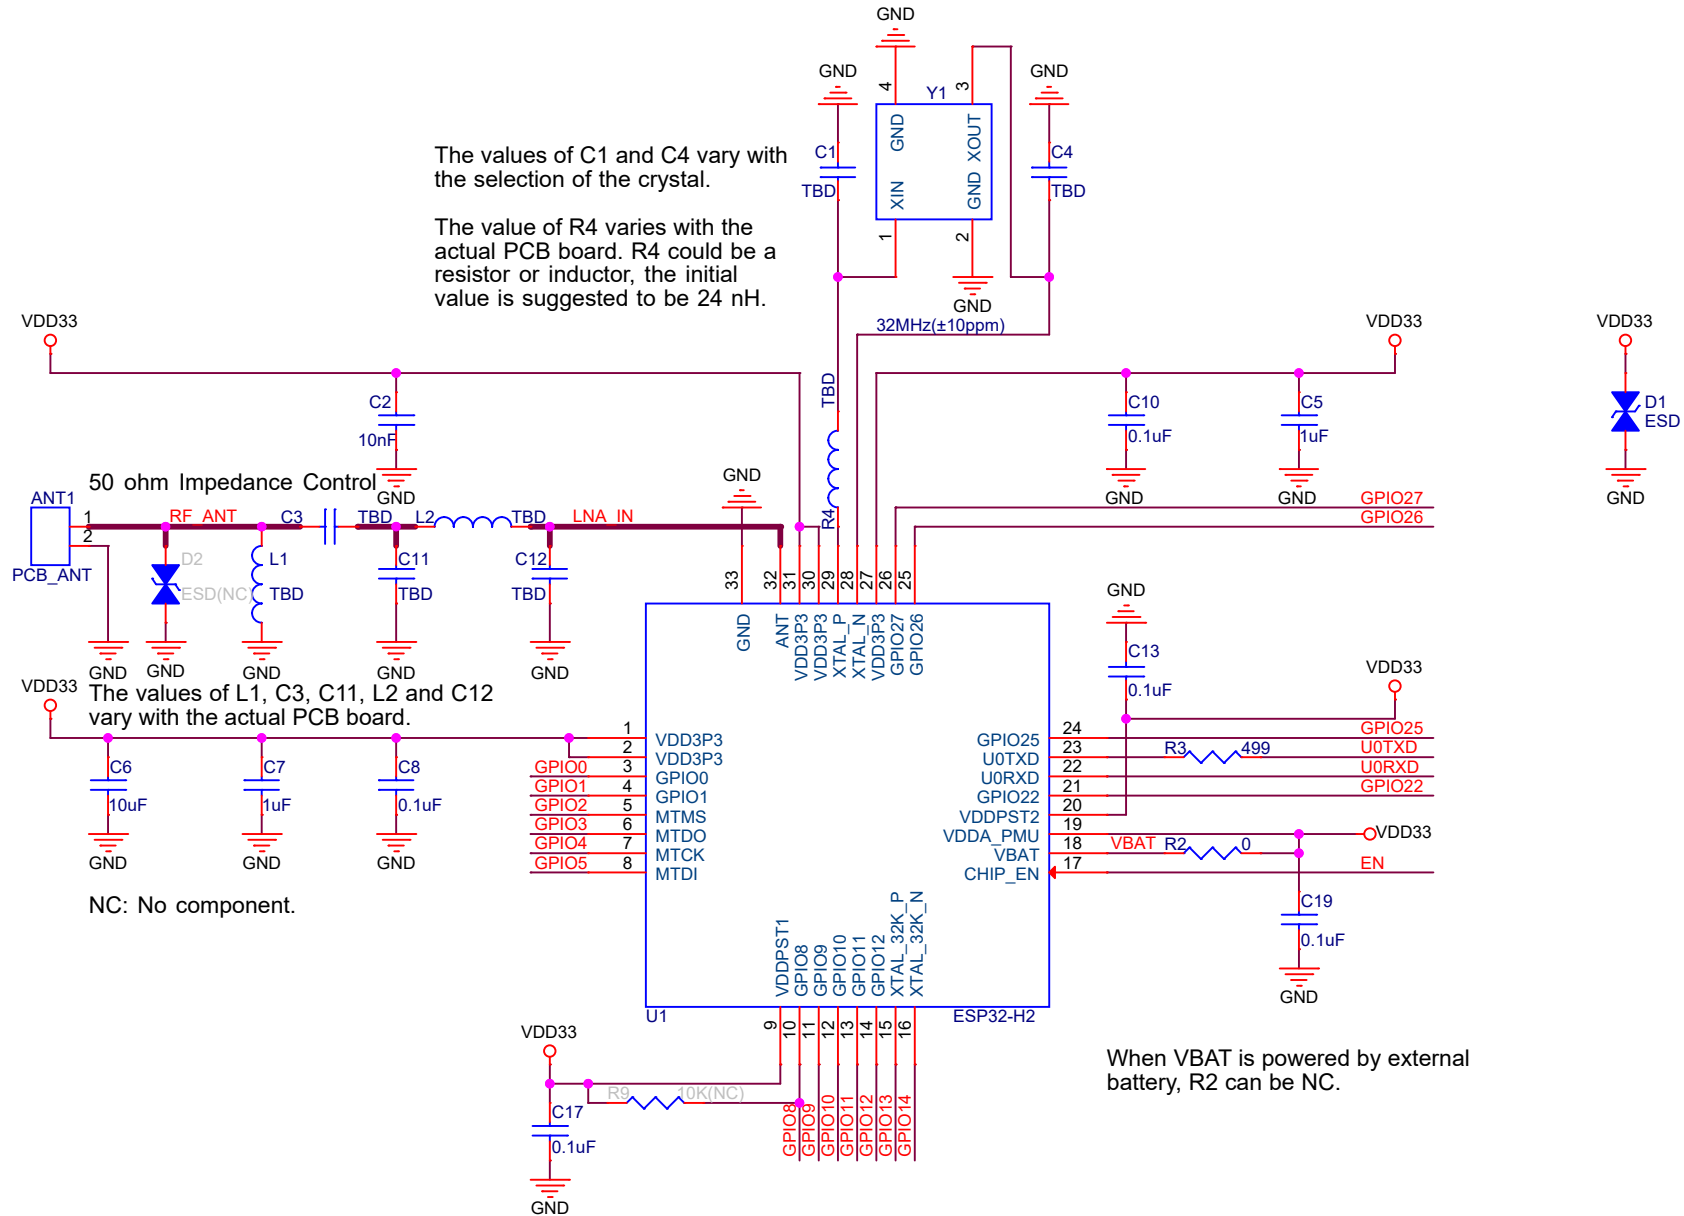 GND
GND
GND
4
Y1
3
GND
XOUT
XIN
GND
1
2
C1
TBD
C4
TBD
GND
32MHz(±10ppm)
The values of C1 and C4 vary with
the selection of the crystal.
The value of R4 varies with the
actual PCB board. R4 could be a
resistor or inductor, the initial
value is suggested to be 24 nH.
VDD33
C2
10nF
GND
TBD
R4
VDD33
C10
0.1uF
GND
C5
1uF
GND
VDD33
D1
ESD
GND
GPIO27
GPIO26
50 ohm Impedance Control
ANT1
1
2
PCB_ANT
RF_ANT
C3
TBD
L2
TBD
LNA_IN
GND
D2
ESD(NC)
L1
TBD
C11
TBD
C12
TBD
GND
GND
GND
GND
GND
33
32
31
30
29
28
27
26
25
GND
ANT
VDD3P3
VDD3P3
XTAL_P
XTAL_N
VDD3P3
GPIO27
GPIO26
GND
C13
0.1uF
VDD33
VDD33
The values of L1, C3, C11, L2 and C12
vary with the actual PCB board.
C6
10uF
GND
C7
1uF
GND
C8
0.1uF
GND
1
VDD3P3
2
VDD3P3
GPIO0
3
GPIO0
GPIO1
4
GPIO1
GPIO2
5
MTMS
GPIO3
6
MTDO
GPIO4
7
MTCK
GPIO5
8
MTDI
GPIO25
24
GPIO25
U0TXD
23
R3
499
U0TXD
U0RXD
22
U0RXD
GPIO22
21
GPIO22
VDDPST2
20
VDDA_PMU
19
VDD33
VBAT
18
VBAT
R2
0
CHIP_EN
17
EN
C19
0.1uF
GND
NC: No component.
VDDPST1
GPIO8
GPIO9
GPIO10
GPIO11
GPIO12
XTAL_32K_P
XTAL_32K_N
U1
ESP32-H2
9
10
11
12
13
14
15
16
VDD33
R9
10K(NC)
C17
0.1uF
GND
GPIO8
GPIO9
GPIO10
GPIO11
GPIO12
GPIO13
GPIO14
When VBAT is powered by external
battery, R2 can be NC.